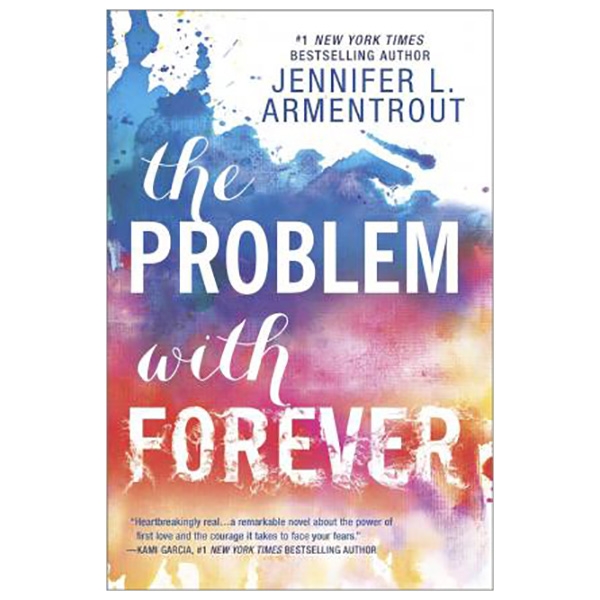 #1 NEW YORK TIMES
BESTSELLING AUTHOR
JENNIFER L.
ARMENTROUT
the
PROBLEM
with
FOREVER
"Heartbreakingly real...a remarkable novel about the power of
first love and the courage it takes to face your fears."
—KAMI GARCIA, #1 NEW YORK TIMES BESTSELLING AUTHOR